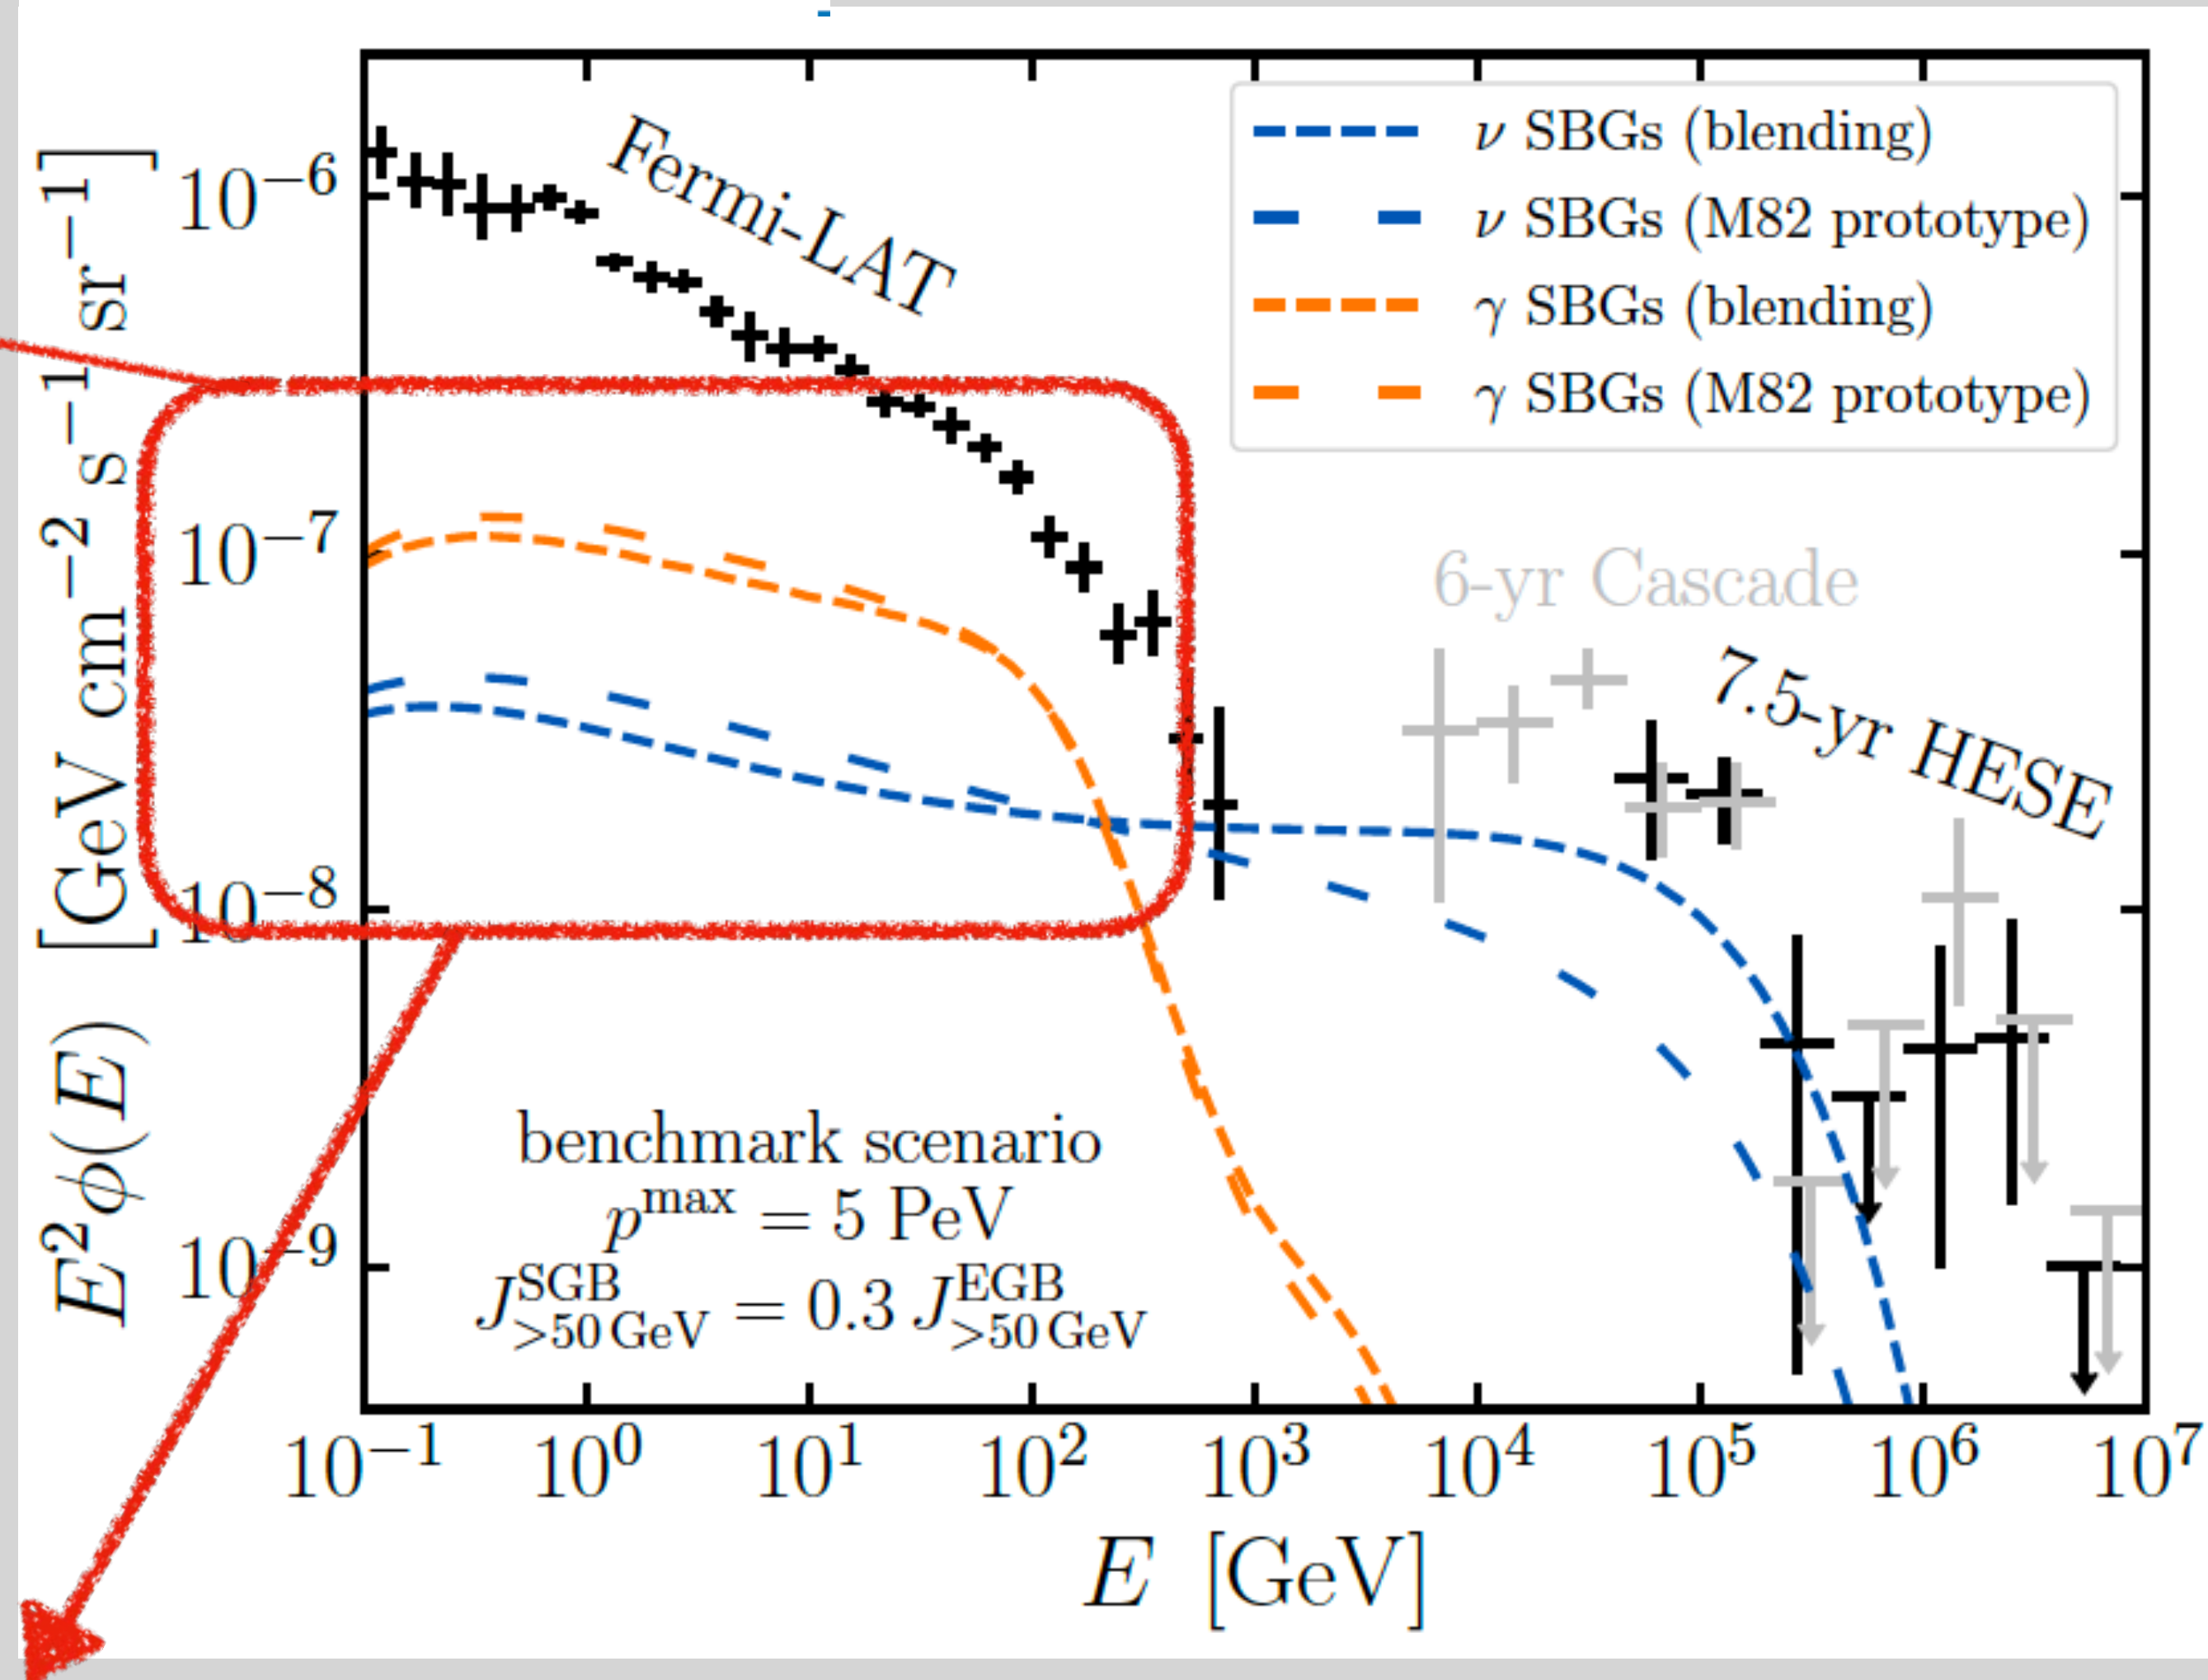 E²ϕ(E) [GeV cm⁻² s⁻¹ sr⁻¹]
10⁻⁶
10⁻⁷
10⁻⁸
10⁻⁹
Fermi-LAT
ν SBGs (blending)
ν SBGs (M82 prototype)
γ SBGs (blending)
γ SBGs (M82 prototype)
6-yr Cascade
7.5-yr HESE
benchmark scenario
pᵐᵃˣ = 5 PeV
J^SGB_>50 GeV = 0.3 J^EGB_>50 GeV
10⁻¹ 10⁰ 10¹ 10² 10³ 10⁴ 10⁵ 10⁶ 10⁷
E [GeV]